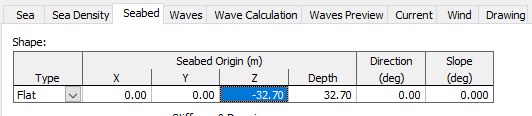 Sea Sea Density Seabed Waves Wave Calculation Waves Preview Current Wind Drawing
Shape:
Seabed Origin (m) Direction Slope
Type X Y Z Depth (deg) (deg)
Flat 0.00 0.00 -32.70 32.70 0.00 0.000